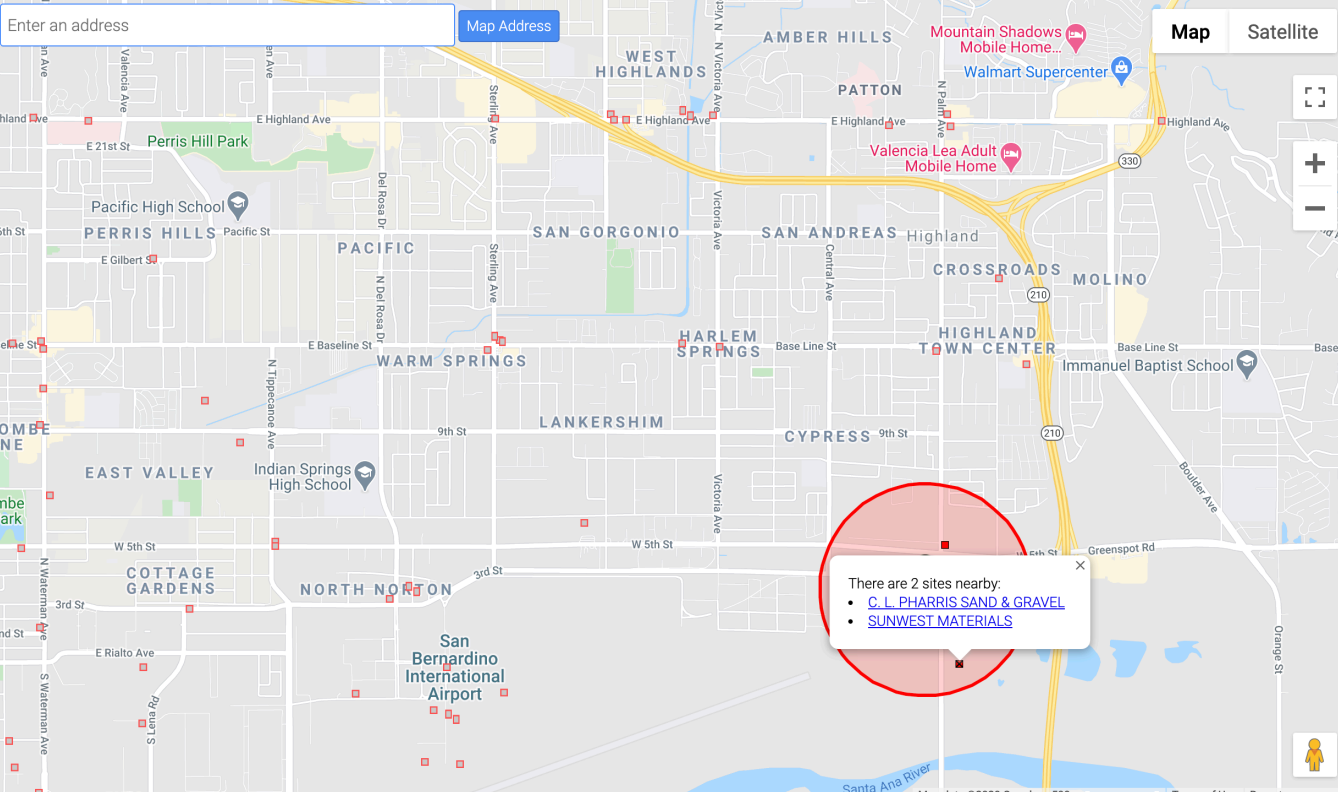 Enter an address
Map Address
Map
Satellite
AMBER HILLS
Mountain Shadows
Mobile Home...
WEST
HIGHLANDS
Walmart Supercenter
PATTON
Valencia Ave
Sterling Ave
N Victoria Ave
N Palm Ave
E Highland Ave
E Highland Ave
E Highland Ave
Highland Ave
Perris Hill Park
E 21st St
Valencia Lea Adult
Mobile Home
330
Pacific High School
Del Rosa Dr
Victoria Ave
PERRIS HILLS
Pacific St
SAN GORGONIO
SAN ANDREAS
Highland
PACIFIC
E Gilbert St
Sterling Ave
Central Ave
CROSSROADS
MOLINO
N Del Rosa Dr
210
HARLEM
SPRINGS
HIGHLAND
TOWN CENTER
E Baseline St
Base Line St
Base Line St
WARM SPRINGS
Immanuel Baptist School
N Tippecanoe Ave
LANKERSHIM
9th St
CYPRESS
9th St
210
EAST VALLEY
Indian Springs
High School
Victoria Ave
Boulder Ave
W 5th St
W 5th St
W 5th St
Greenspot Rd
COTTAGE
GARDENS
3rd St
NORTH NORTON
3rd St
N Waterman Ave
There are 2 sites nearby:
• C. L. PHARRIS SAND & GRAVEL
• SUNWEST MATERIALS
E Rialto Ave
San
Bernardino
International
Airport
Orange St
S Waterman Ave
S Lena Rd
Santa Ana River